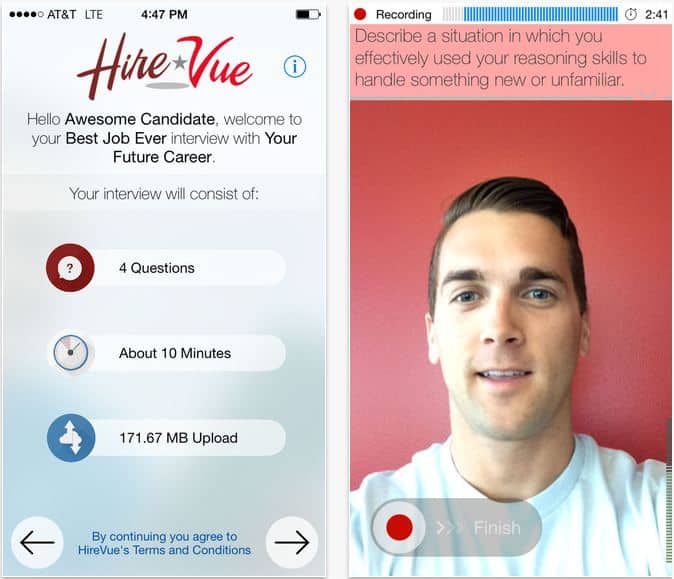 AT&T LTE 4:47 PM
Hire Vue
Hello Awesome Candidate, welcome to
your Best Job Ever interview with Your
Future Career.
Your interview will consist of:
? 4 Questions
About 10 Minutes
171.67 MB Upload
By continuing you agree to
HireVue's Terms and Conditions
Recording 2:41
Describe a situation in which you
effectively used your reasoning skills to
handle something new or unfamiliar.
Finish